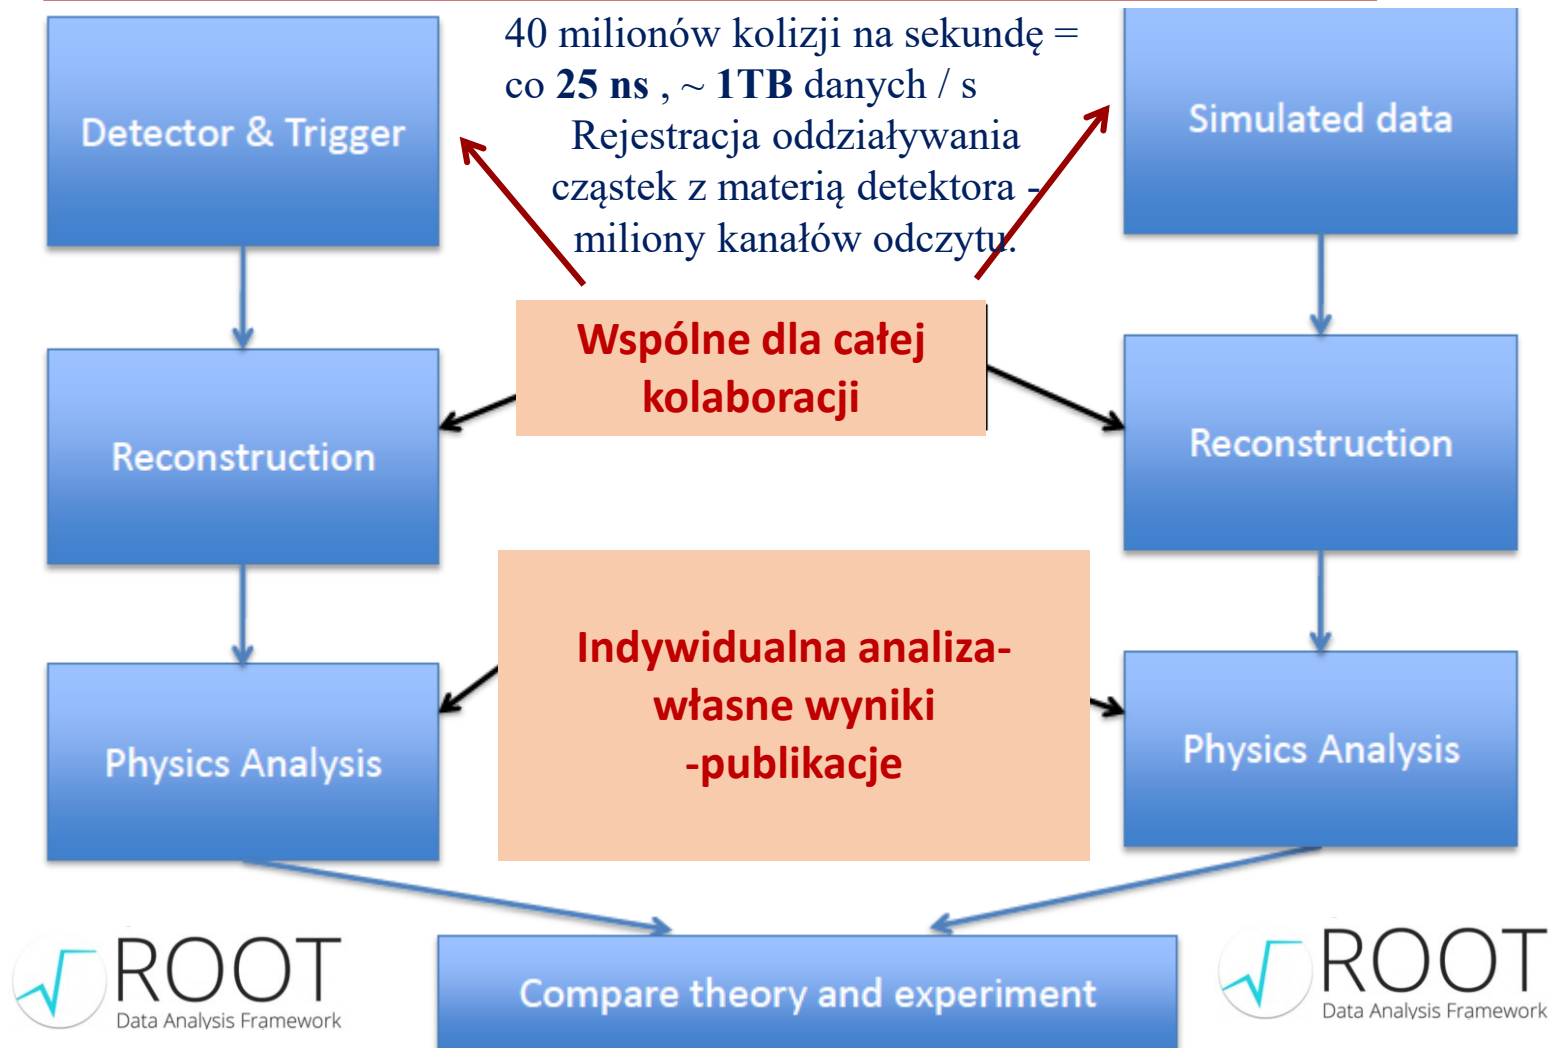 40 milionów kolizji na sekundę =
co 25 ns , ~ 1TB danych / s
Rejestracja oddziaływania
cząstek z materią detektora -
miliony kanałów odczytu.
Detector & Trigger
Simulated data
Wspólne dla całej
kolaboracji
Reconstruction
Reconstruction
Indywidualna analiza-
własne wyniki
-publikacje
Physics Analysis
Physics Analysis
ROOT
Data Analysis Framework
Compare theory and experiment
ROOT
Data Analysis Framework